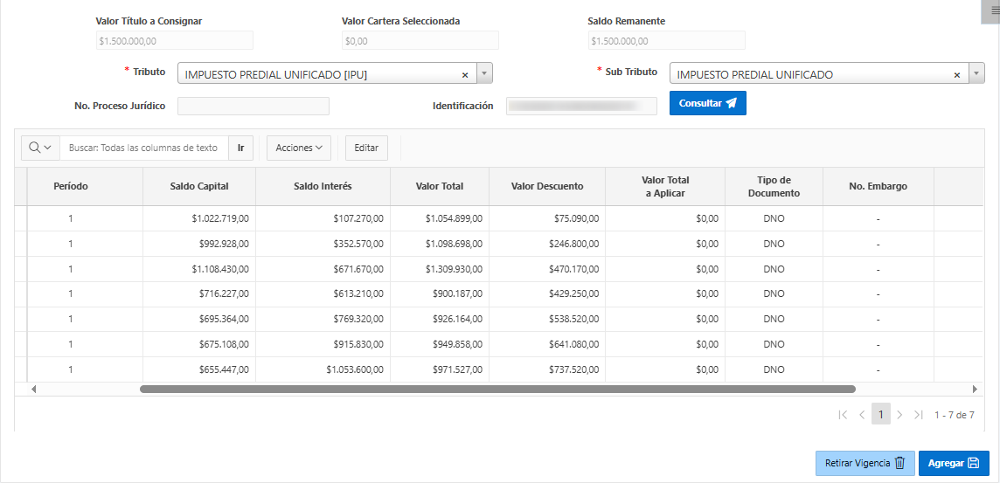 Valor Título a Consignar Valor Cartera Seleccionada Saldo Remanente
$1.500.000,00 $0,00 $1.500.000,00
* Tributo IMPUESTO PREDIAL UNIFICADO [IPU] × * Sub Tributo IMPUESTO PREDIAL UNIFICADO ×
No. Proceso Jurídico Identificación Consultar
Buscar: Todas las columnas de texto Ir Acciones Editar
Período Saldo Capital Saldo Interés Valor Total Valor Descuento Valor Total a Aplicar Tipo de Documento No. Embargo
1 $1.022.719,00 $107.270,00 $1.054.899,00 $75.090,00 $0,00 DNO -
1 $992.928,00 $352.570,00 $1.098.698,00 $246.800,00 $0,00 DNO -
1 $1.108.430,00 $671.670,00 $1.309.930,00 $470.170,00 $0,00 DNO -
1 $716.227,00 $613.210,00 $900.187,00 $429.250,00 $0,00 DNO -
1 $695.364,00 $769.320,00 $926.164,00 $538.520,00 $0,00 DNO -
1 $675.108,00 $915.830,00 $949.858,00 $641.080,00 $0,00 DNO -
1 $655.447,00 $1.053.600,00 $971.527,00 $737.520,00 $0,00 DNO -
1 1 - 7 de 7
Retirar Vigencia Agregar